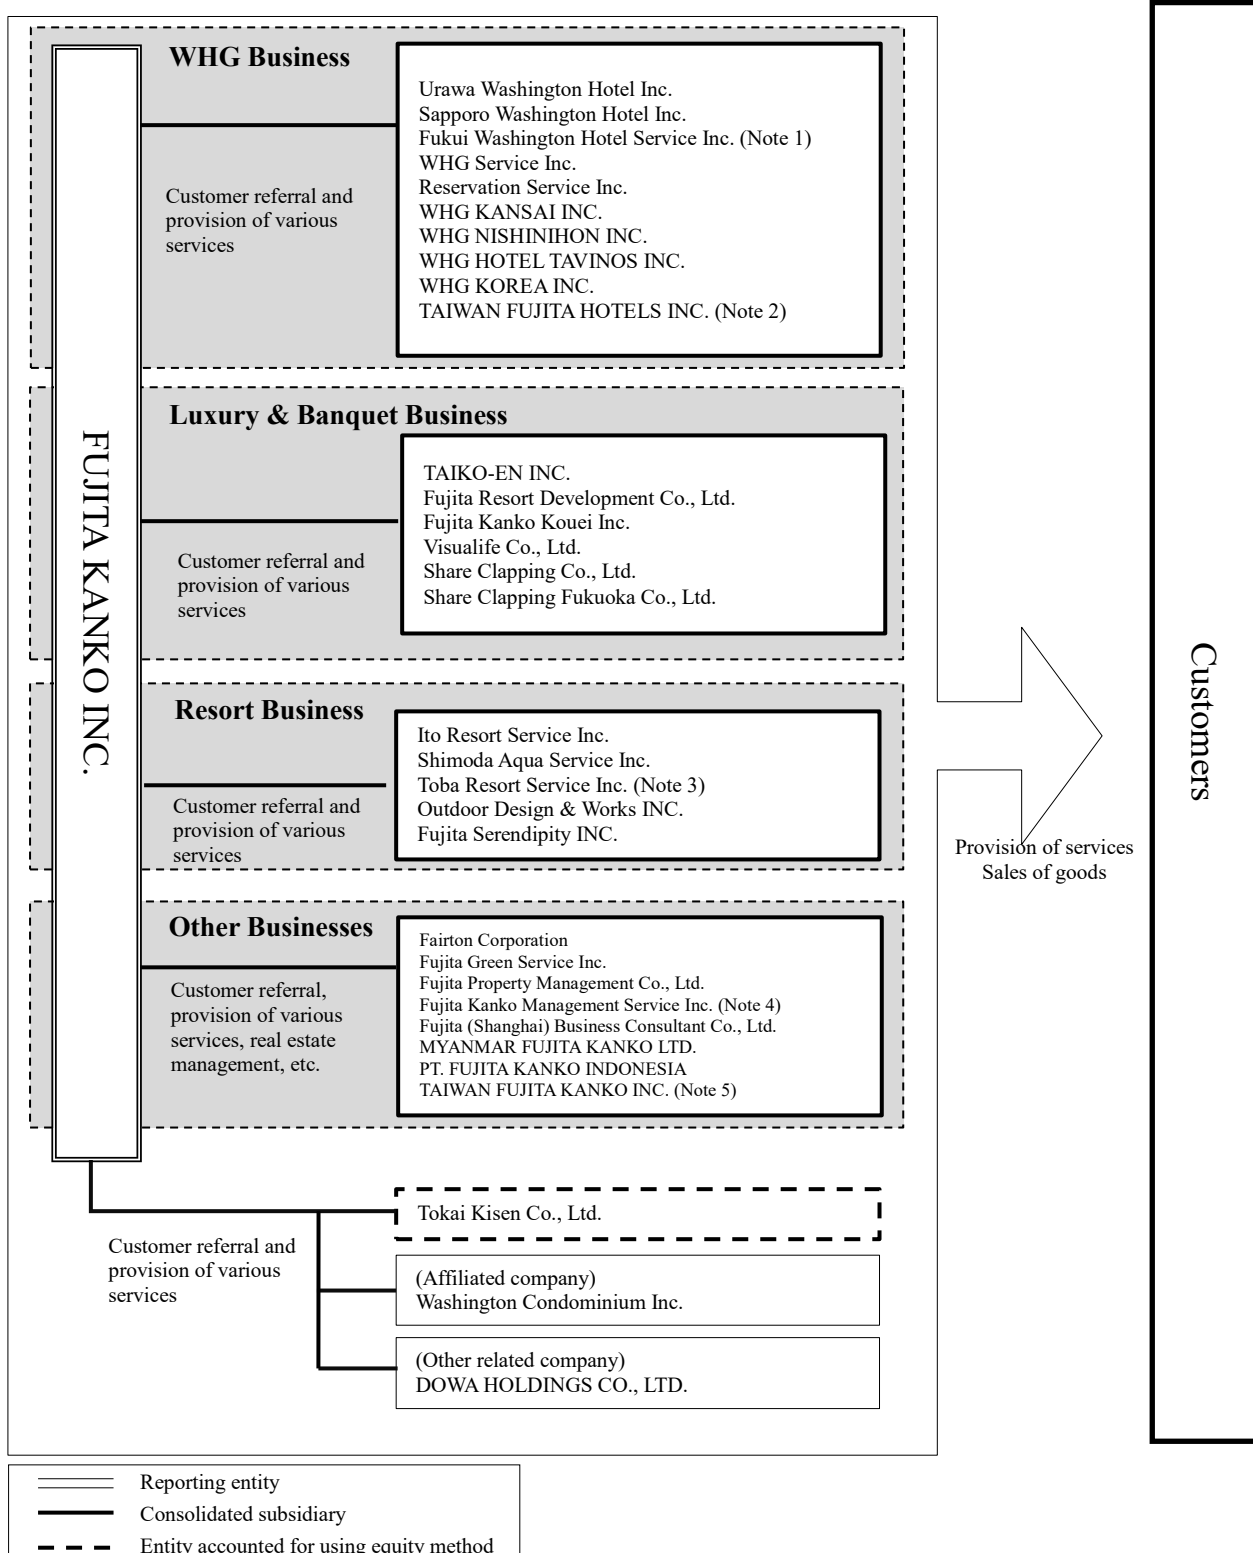 FUJITA KANKO INC.
WHG Business
Customer referral and
provision of various
services
Urawa Washington Hotel Inc.
Sapporo Washington Hotel Inc.
Fukui Washington Hotel Service Inc. (Note 1)
WHG Service Inc.
Reservation Service Inc.
WHG KANSAI INC.
WHG NISHINIHON INC.
WHG HOTEL TAVINOS INC.
WHG KOREA INC.
TAIWAN FUJITA HOTELS INC. (Note 2)
Luxury & Banquet Business
Customer referral and
provision of various
services
TAIKO-EN INC.
Fujita Resort Development Co., Ltd.
Fujita Kanko Kouei Inc.
Visualife Co., Ltd.
Share Clapping Co., Ltd.
Share Clapping Fukuoka Co., Ltd.
Resort Business
Customer referral and
provision of various
services
Ito Resort Service Inc.
Shimoda Aqua Service Inc.
Toba Resort Service Inc. (Note 3)
Outdoor Design & Works INC.
Fujita Serendipity INC.
Other Businesses
Customer referral,
provision of various
services, real estate
management, etc.
Fairton Corporation
Fujita Green Service Inc.
Fujita Property Management Co., Ltd.
Fujita Kanko Management Service Inc. (Note 4)
Fujita (Shanghai) Business Consultant Co., Ltd.
MYANMAR FUJITA KANKO LTD.
PT. FUJITA KANKO INDONESIA
TAIWAN FUJITA KANKO INC. (Note 5)
Customer referral and
provision of various
services
Tokai Kisen Co., Ltd.
(Affiliated company)
Washington Condominium Inc.
(Other related company)
DOWA HOLDINGS CO., LTD.
Provision of services
Sales of goods
Customers
Reporting entity
Consolidated subsidiary
Entity accounted for using equity method